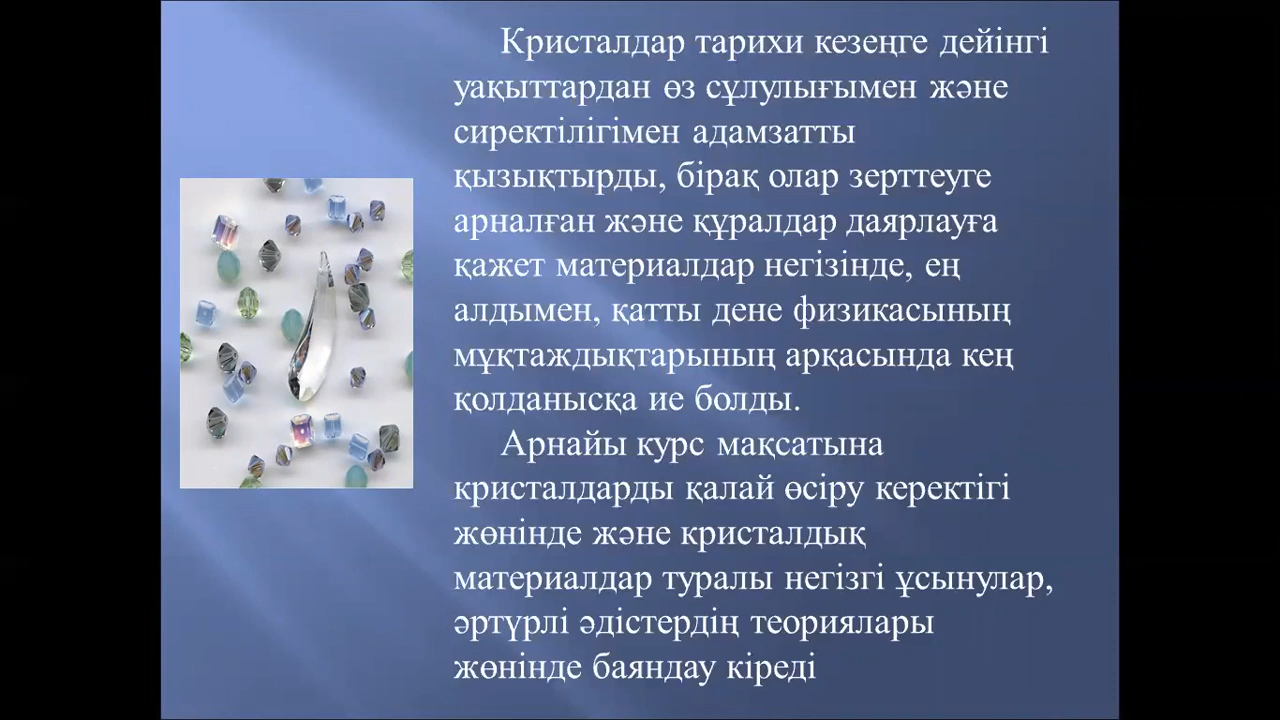 Кристалдар тарихи кезеңге дейінгі
уақыттардан өз сұлулығымен және
сиректілігімен адамзатты
қызықтырды, бірақ олар зерттеуге
арналған және құралдар даярлауға
қажет материалдар негізінде, ең
алдымен, қатты дене физикасының
мұқтаждықтарының арқасында кең
қолданысқа ие болды.
Арнайы курс мақсатына
кристалдарды қалай өсіру керектігі
жөнінде және кристалдық
материалдар туралы негізгі ұсынулар,
әртүрлі әдістердің теориялары
жөнінде баяндау кіреді